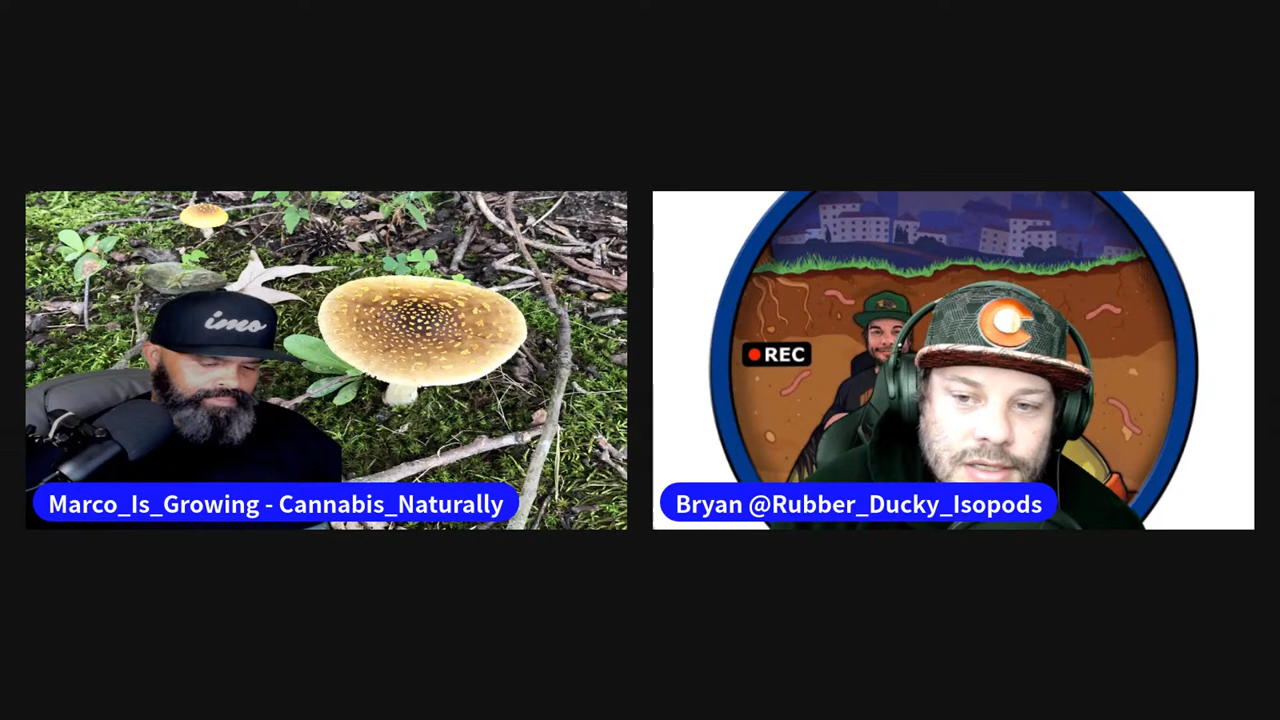 imo
REC
C
Marco_Is_Growing - Cannabis_Naturally
Bryan @Rubber_Ducky_Isopods